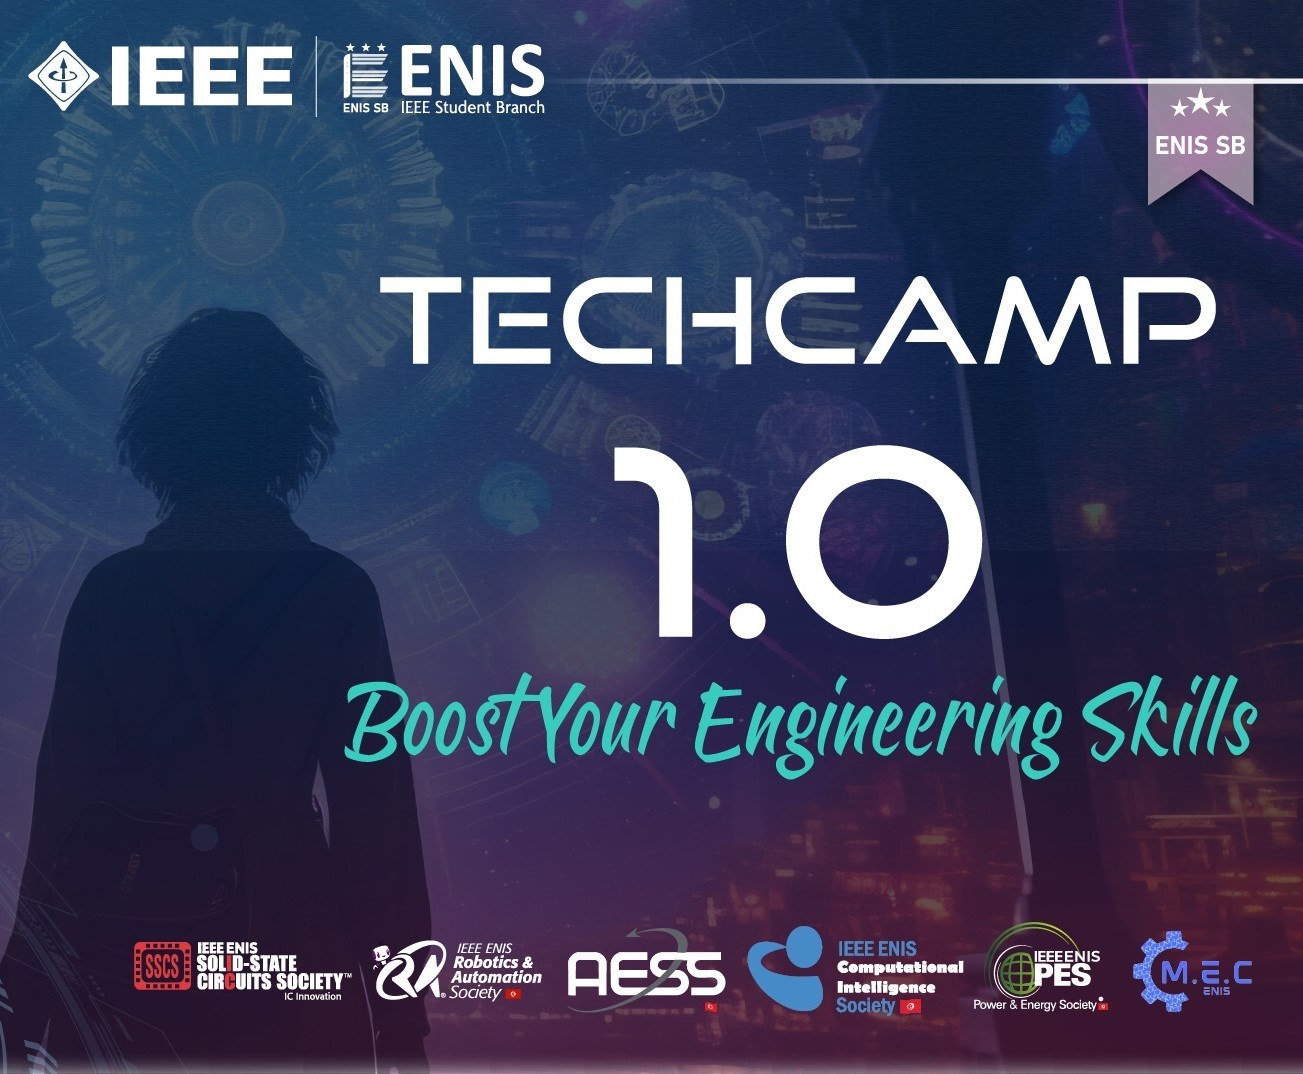 IEEE
ENIS SB
ENIS
IEEE Student Branch
ENIS SB
TECHCAMP
1.0
Boost Your Engineering Skills
SSCS
IEEE ENIS
SOLID-STATE
CIRCUITS SOCIETY™
IC Innovation
RA®
IEEE ENIS
Robotics &
Automation
Society
AESS
IEEE ENIS
Computational
Intelligence
Society
IEEE ENIS
PES
Power & Energy Society
M.E.C
ENIS